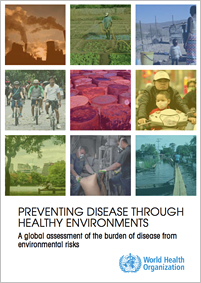 PREVENTING DISEASE THROUGH
HEALTHY ENVIRONMENTS
A global assessment of the burden of disease from
environmental risks
World Health
Organization